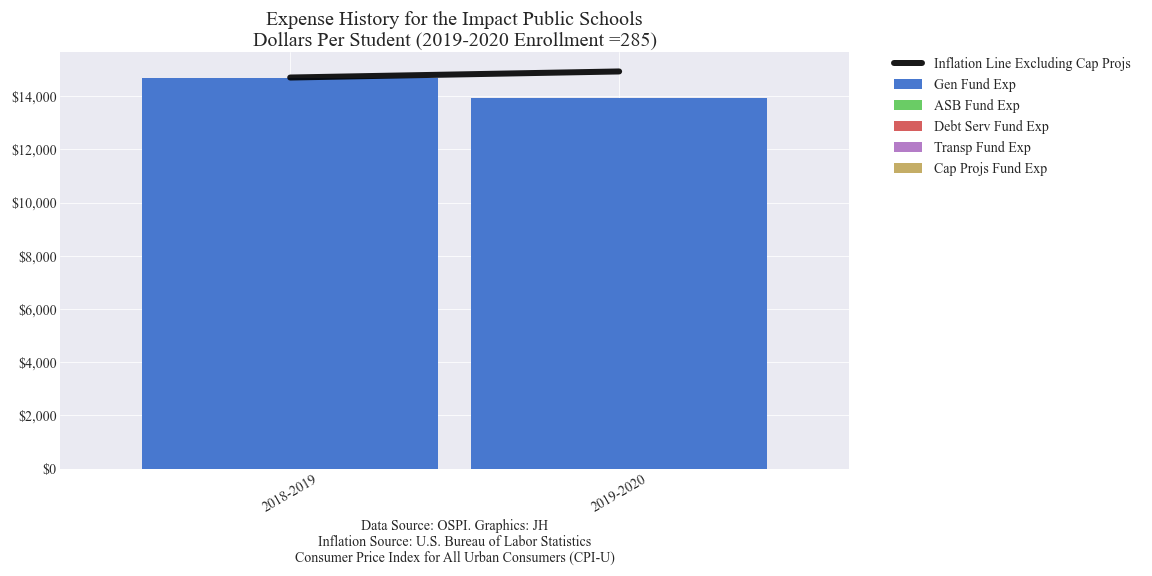 Expense History for the Impact Public Schools
Dollars Per Student (2019-2020 Enrollment =285)
Inflation Line Excluding Cap Projs
Gen Fund Exp
ASB Fund Exp
Debt Serv Fund Exp
Transp Fund Exp
Cap Projs Fund Exp
$14,000
$12,000
$10,000
$8,000
$6,000
$4,000
$2,000
$0
2018-2019
2019-2020
Data Source: OSPI. Graphics: JH
Inflation Source: U.S. Bureau of Labor Statistics
Consumer Price Index for All Urban Consumers (CPI-U)